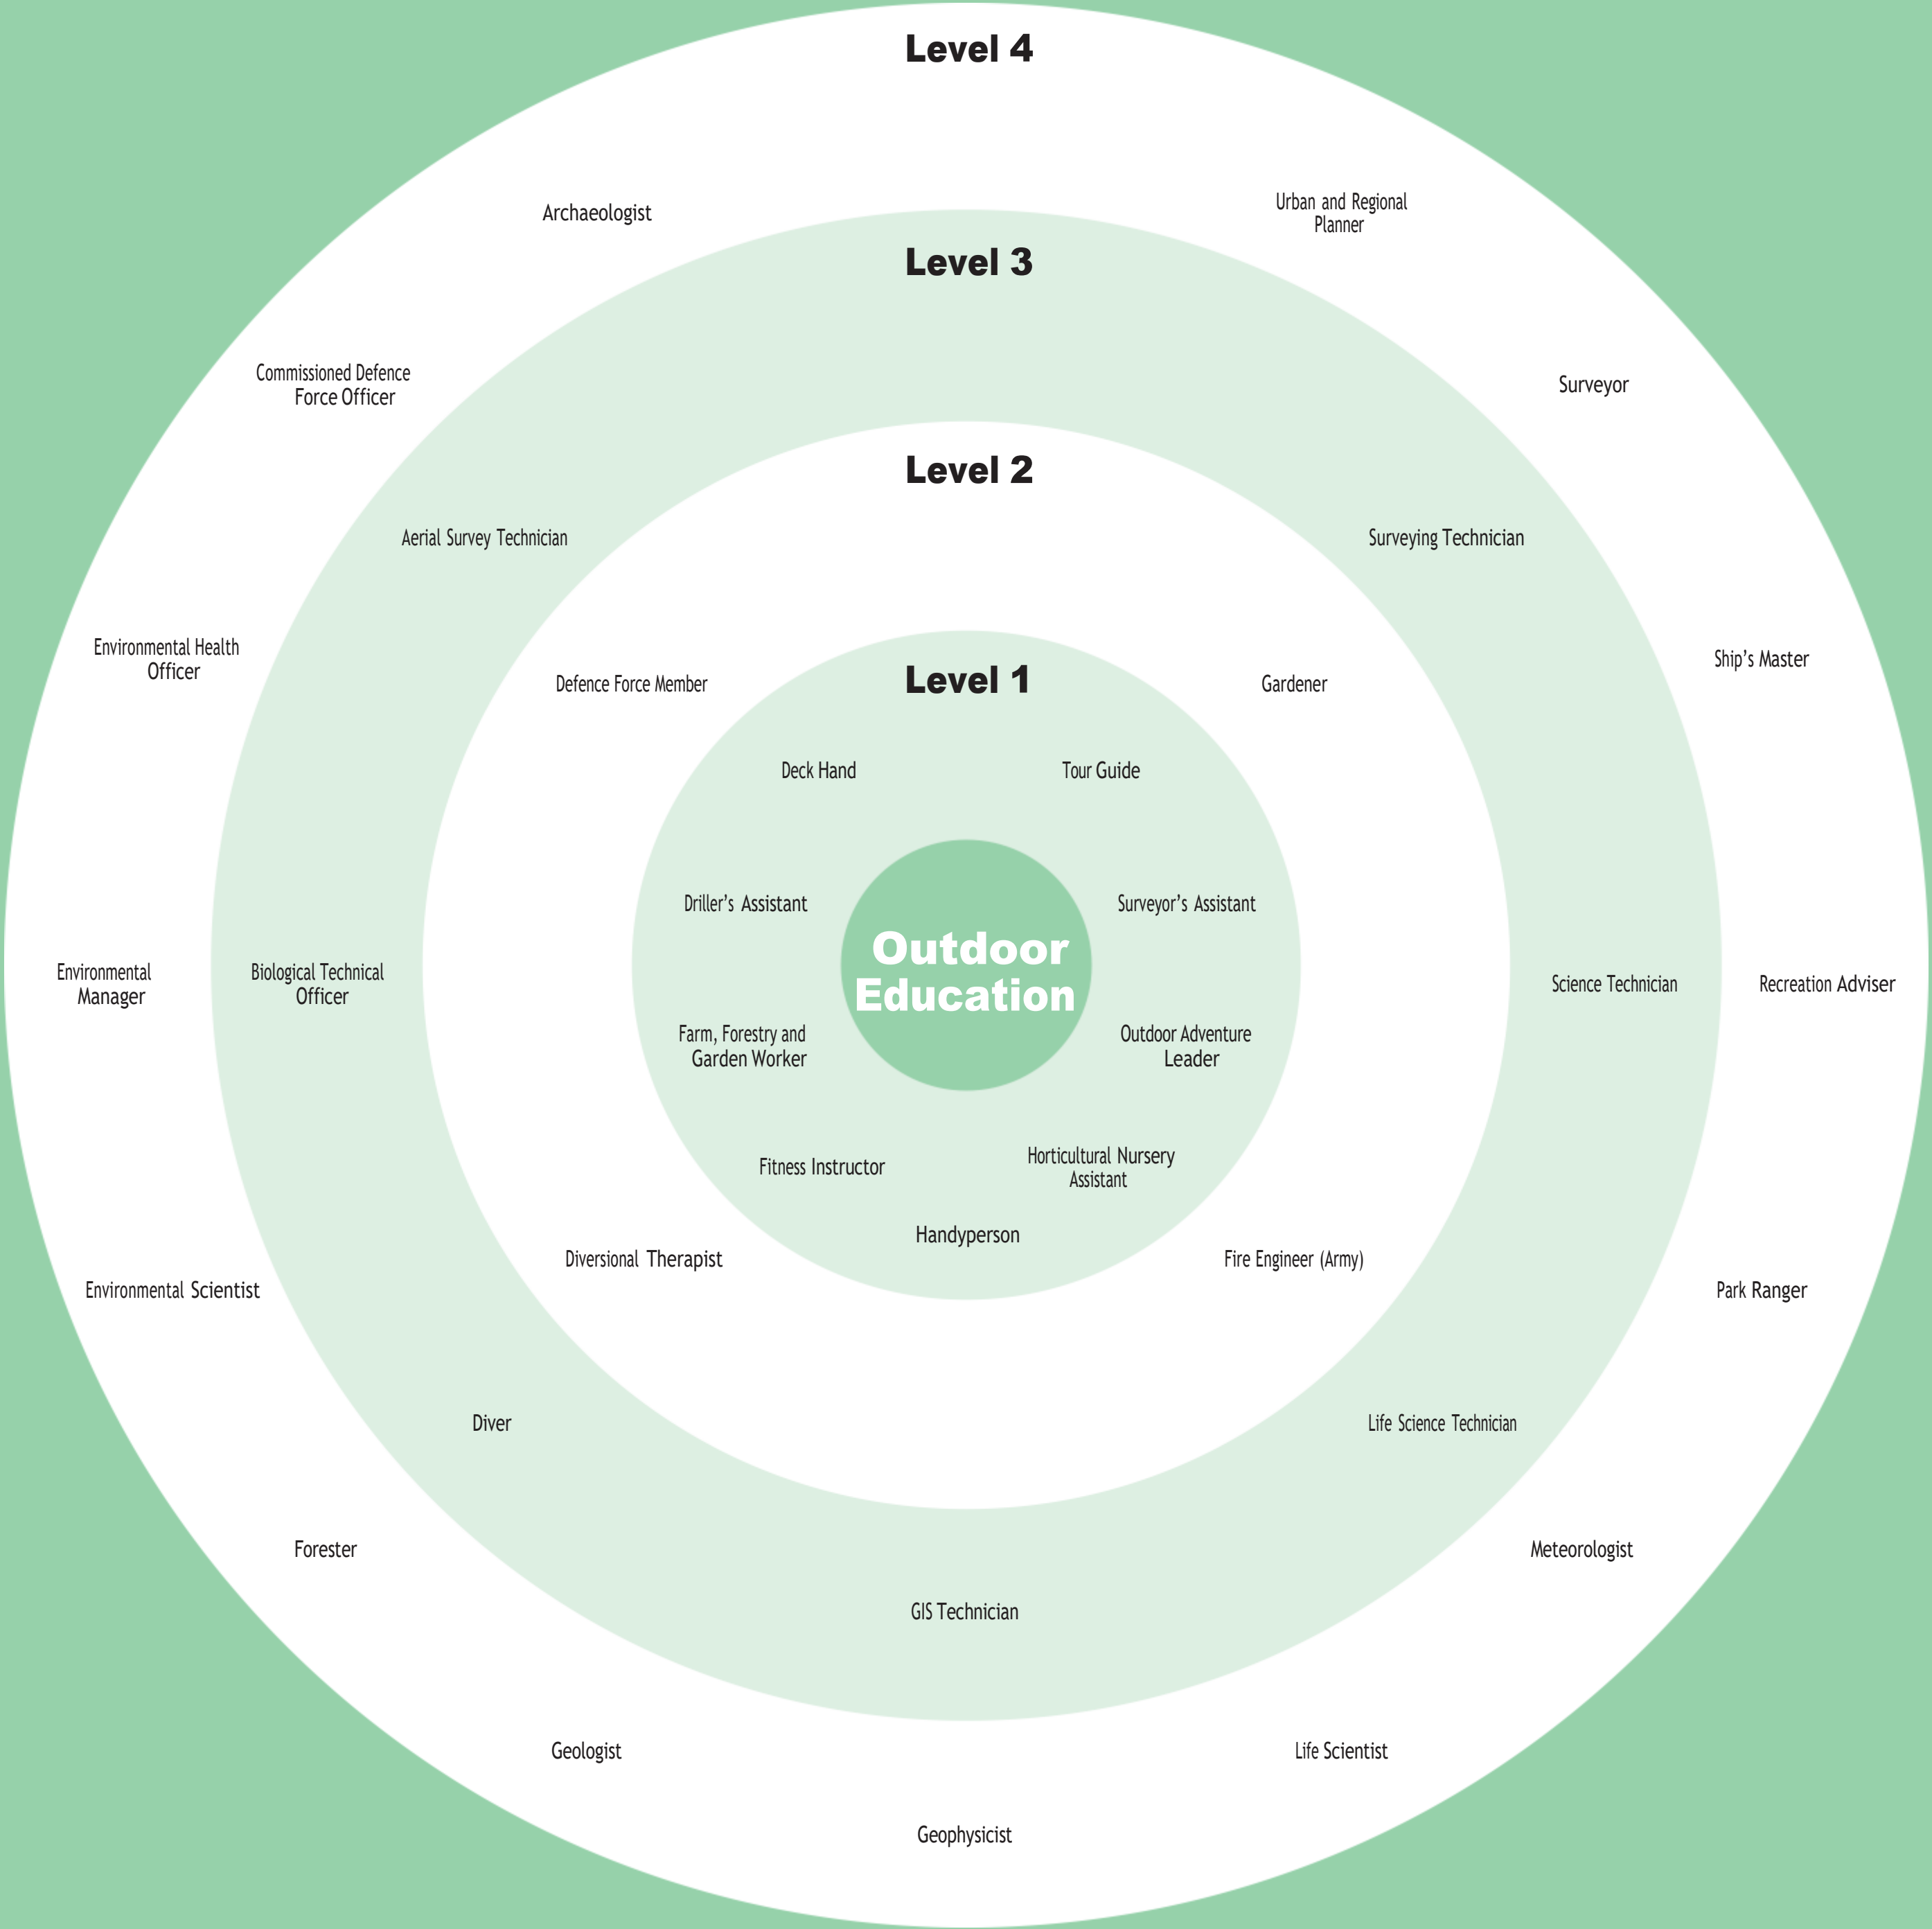 Level 4
Archaeologist
Urban and Regional
Planner
Level 3
Commissioned Defence
Force Officer
Surveyor
Level 2
Aerial Survey Technician
Surveying Technician
Environmental Health
Officer
Ship's Master
Defence Force Member
Level 1
Gardener
Deck Hand
Tour Guide
Driller's Assistant
Surveyor's Assistant
Outdoor
Education
Environmental
Manager
Biological Technical
Officer
Science Technician
Recreation Adviser
Farm, Forestry and
Garden Worker
Outdoor Adventure
Leader
Fitness Instructor
Horticultural Nursery
Assistant
Handyperson
Diversional Therapist
Fire Engineer (Army)
Environmental Scientist
Park Ranger
Diver
Life Science Technician
Forester
Meteorologist
GIS Technician
Geologist
Life Scientist
Geophysicist